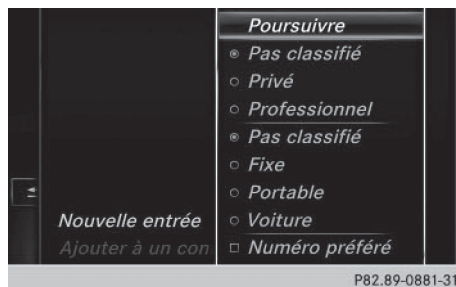 Poursuivre
Pas classifié
Privé
Professionnel
Pas classifié
Fixe
Portable
Voiture
Numéro préféré
Nouvelle entrée
Ajouter à un con
P82.89-0881-31